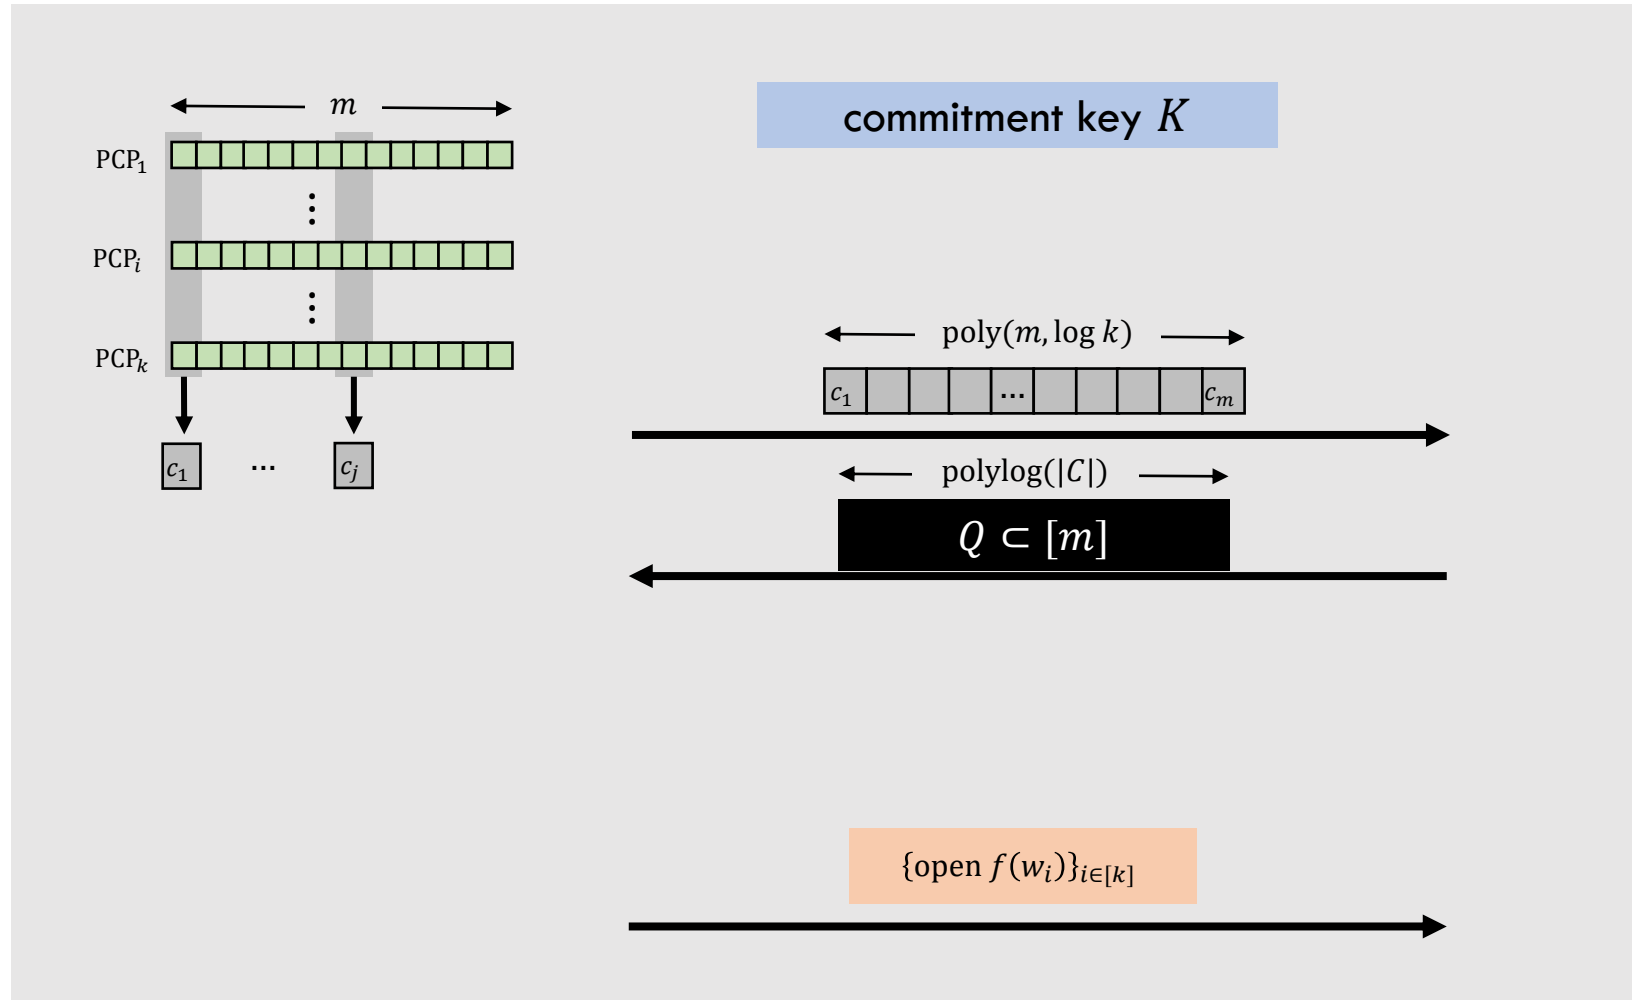 m
commitment key K
PCP₁
⋮
PCPᵢ
⋮
PCPₖ
poly(m, log k)
c₁ ... cₘ
c₁ ... cⱼ
polylog(|C|)
Q ⊂ [m]
{open f(wᵢ)}ᵢ∈[ₖ]